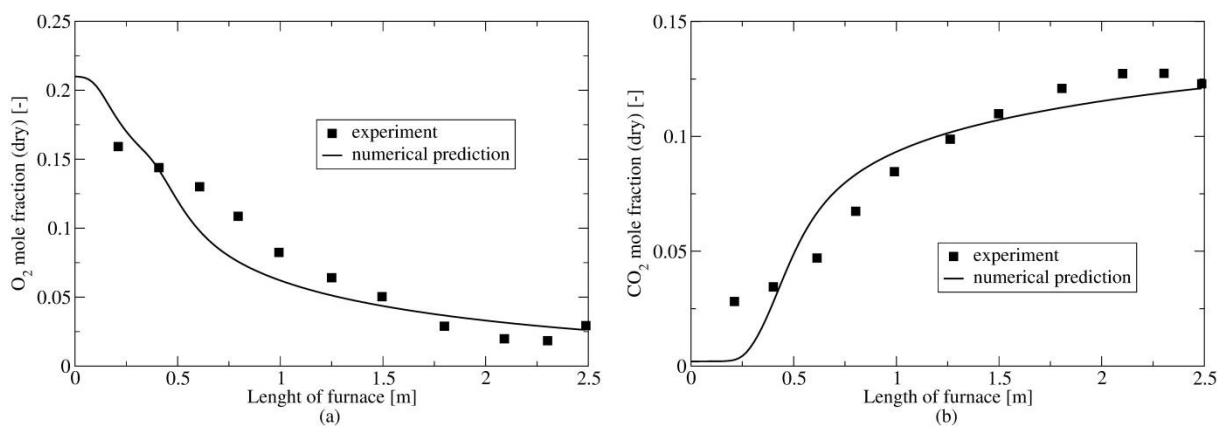 0.25
0.2
0.15
0.1
0.05
0
O2 mole fraction (dry) [-]
experiment
numerical prediction
0 0.5 1 1.5 2 2.5
Lenght of furnace [m]
(a)
0.15
0.1
0.05
0
CO2 mole fraction (dry) [-]
experiment
numerical prediction
0 0.5 1 1.5 2 2.5
Length of furnace [m]
(b)